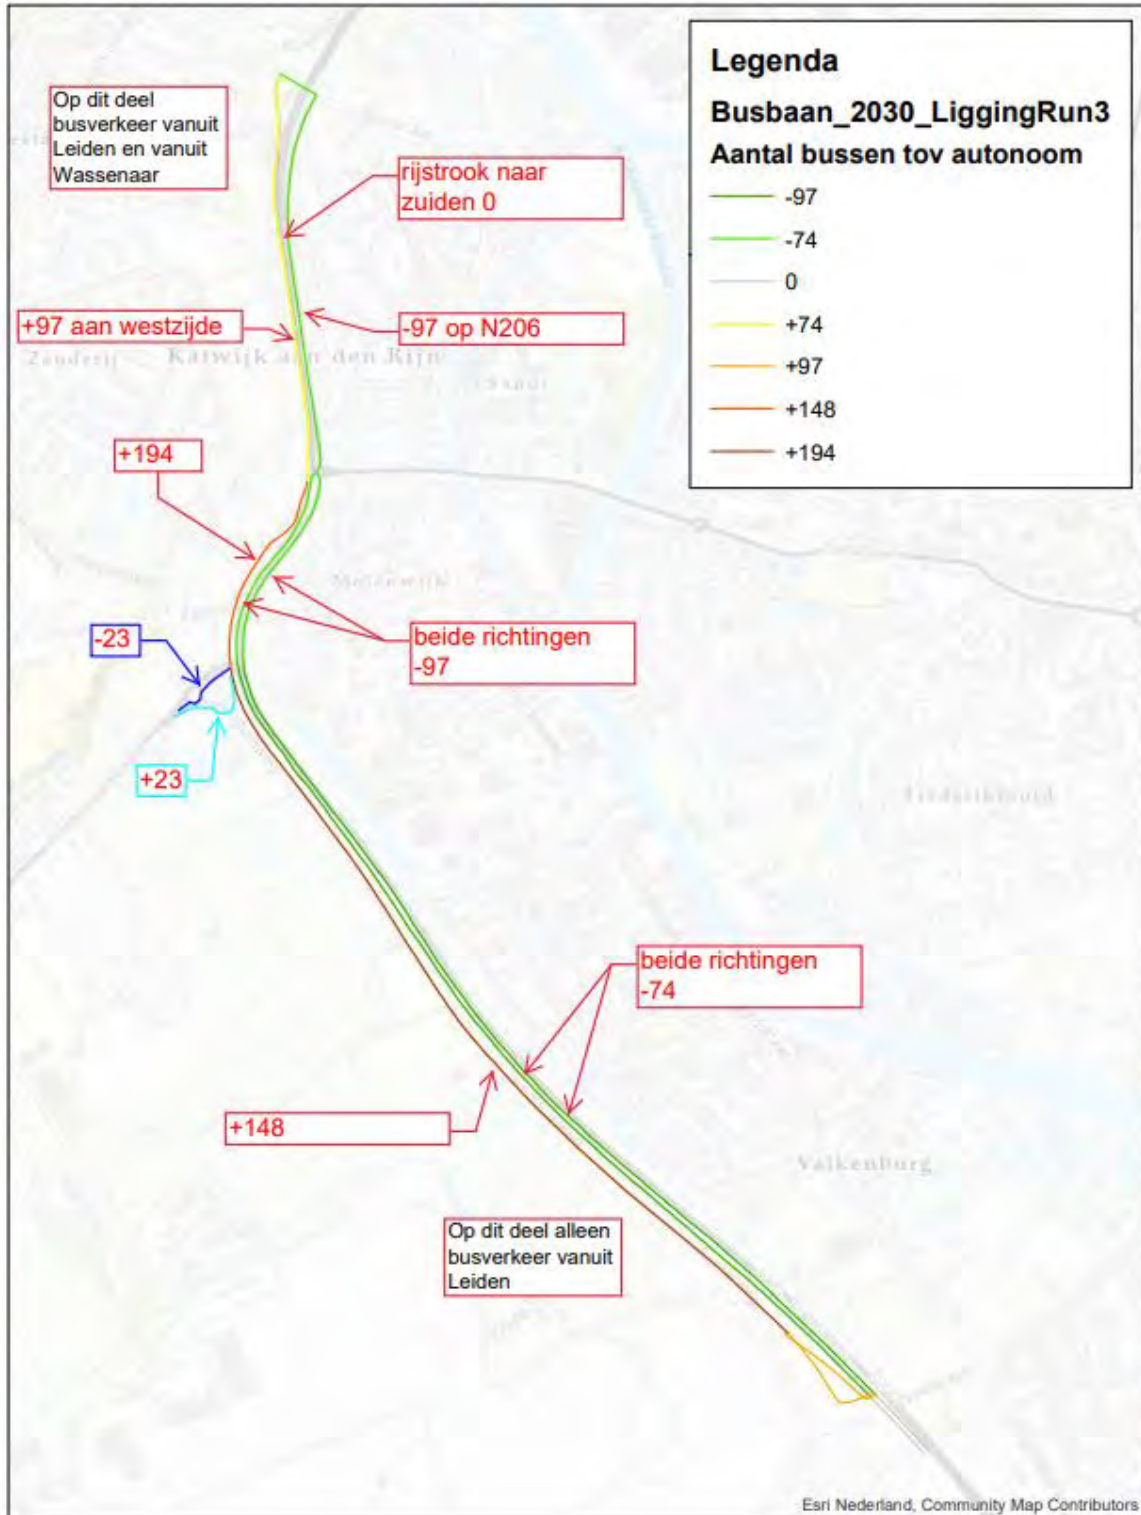 Legenda
Busbaan_2030_LiggingRun3
Aantal bussen tov autonoom
-97
-74
0
+74
+97
+148
+194
Op dit deel
busverkeer vanuit
Leiden en vanuit
Wassenaar
rijstrook naar
zuiden 0
+97 aan westzijde
-97 op N206
Zanderij
Katwijk aan den Rijn
+194
beide richtingen
-97
-23
+23
beide richtingen
-74
+148
Valkenburg
Op dit deel alleen
busverkeer vanuit
Leiden
Esri Nederland, Community Map Contributors